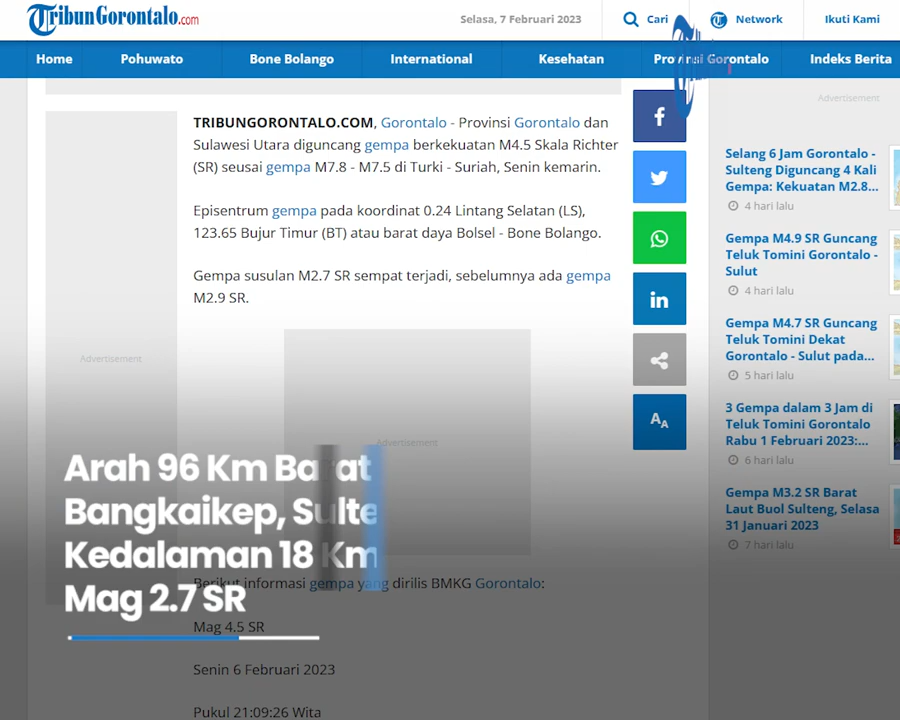 TribunGorontalo.com
Selasa, 7 Februari 2023
Cari
Network
Ikuti Kami
Home
Pohuwato
Bone Bolango
International
Kesehatan
Provinsi Gorontalo
Indeks Berita
TRIBUNGORONTALO.COM, Gorontalo - Provinsi Gorontalo dan
Sulawesi Utara diguncang gempa berkekuatan M4.5 Skala Richter
(SR) seusai gempa M7.8 - M7.5 di Turki - Suriah, Senin kemarin.
Episentrum gempa pada koordinat 0.24 Lintang Selatan (LS),
123.65 Bujur Timur (BT) atau barat daya Bolsel - Bone Bolango.
Gempa susulan M2.7 SR sempat terjadi, sebelumnya ada gempa
M2.9 SR.
Advertisement
Advertisement
Berikut informasi gempa yang dirilis BMKG Gorontalo:
Mag 4.5 SR
Senin 6 Februari 2023
Pukul 21:09:26 Wita
Arah 96 Km Barat
Bangkaikep, Sulte
Kedalaman 18 Km
Mag 2.7 SR
f
in
AA
Advertisement
Selang 6 Jam Gorontalo -
Sulteng Diguncang 4 Kali
Gempa: Kekuatan M2.8...
4 hari lalu
Gempa M4.9 SR Guncang
Teluk Tomini Gorontalo -
Sulut
4 hari lalu
Gempa M4.7 SR Guncang
Teluk Tomini Dekat
Gorontalo - Sulut pada...
5 hari lalu
3 Gempa dalam 3 Jam di
Teluk Tomini Gorontalo
Rabu 1 Februari 2023:...
6 hari lalu
Gempa M3.2 SR Barat
Laut Buol Sulteng, Selasa
31 Januari 2023
7 hari lalu